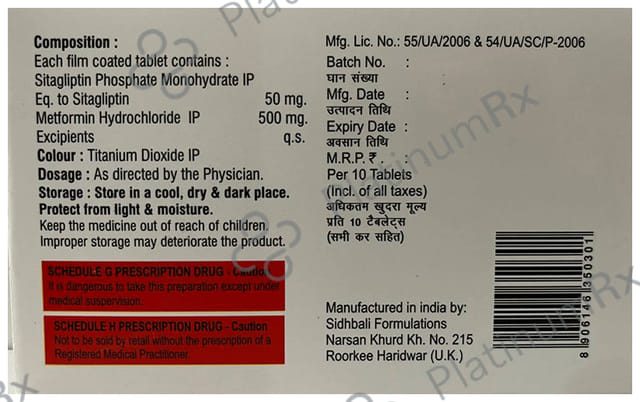 Composition :
Each film coated tablet contains :
Sitagliptin Phosphate Monohydrate IP
Eq. to Sitagliptin 50 mg.
Metformin Hydrochloride IP 500 mg.
Excipients q.s.
Colour : Titanium Dioxide IP
Dosage : As directed by the Physician.
Storage : Store in a cool, dry & dark place.
Protect from light & moisture.
Keep the medicine out of reach of children.
Improper storage may deteriorate the product.
SCHEDULE G PRESCRIPTION DRUG - Caution
It is dangerous to take this preparation except under
medical suspervision.
SCHEDULE H PRESCRIPTION DRUG - Caution
Not to be sold by retail without the prescription of a
Registered Medical Practitioner.
Mfg. Lic. No.: 55/UA/2006 & 54/UA/SC/P-2006
Batch No. :
घान संख्या
Mfg. Date :
उत्पादन तिथि
Expiry Date :
अवसान तिथि
M.R.P. ₹ . :
Per 10 Tablets
(Incl. of all taxes)
अधिकतम खुदरा मूल्य
प्रति 10 टैबलेट्स
(सभी कर सहित)
Manufactured in india by:
Sidhbali Formulations
Narsan Khurd Kh. No. 215
Roorkee Haridwar (U.K.)
8 906146 350301
PlatinumRx